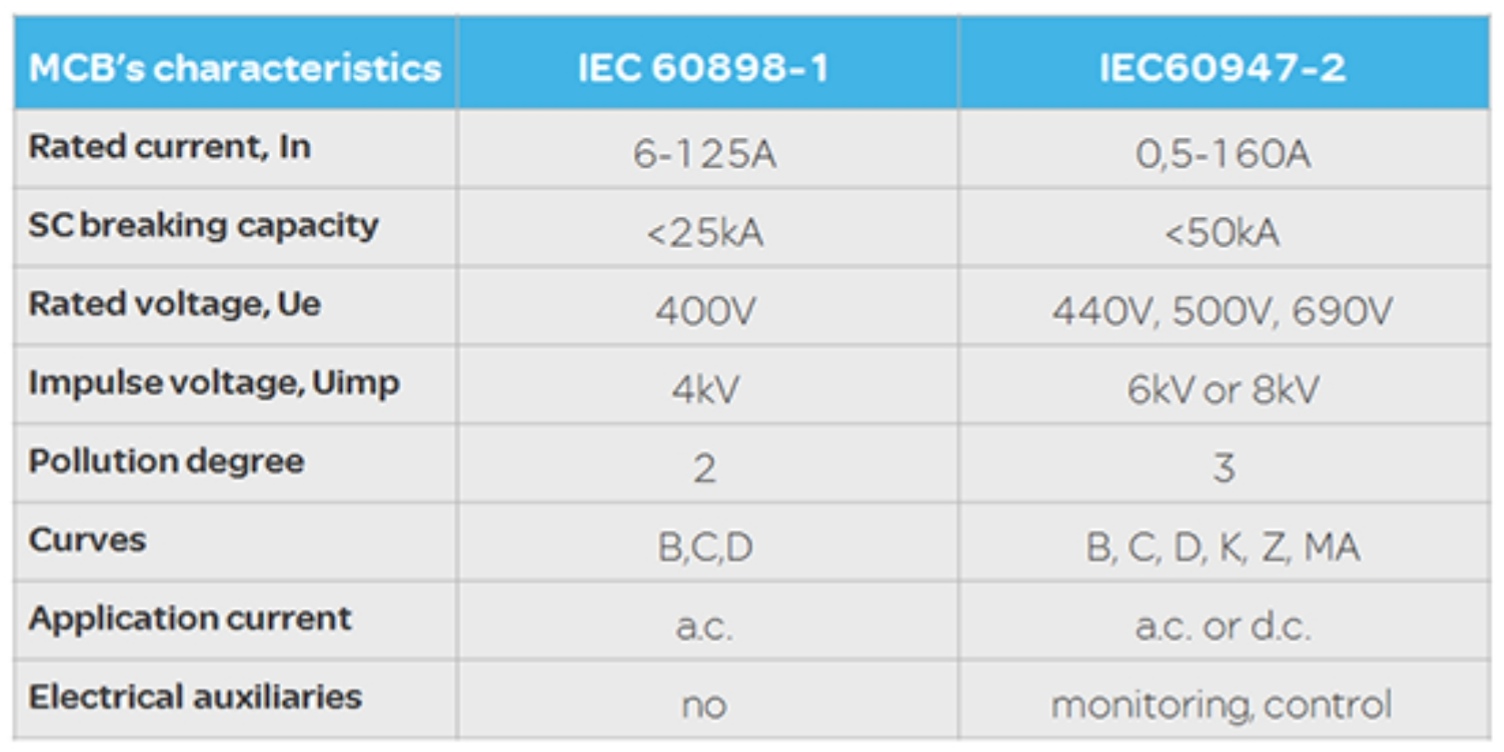 MCB's characteristics IEC 60898-1 IEC60947-2
Rated current, In 6-125A 0,5-160A
SC breaking capacity <25kA <50kA
Rated voltage, Ue 400V 440V, 500V, 690V
Impulse voltage, Uimp 4kV 6kV or 8kV
Pollution degree 2 3
Curves B,C,D B, C, D, K, Z, MA
Application current a.c. a.c. or d.c.
Electrical auxiliaries no monitoring, control